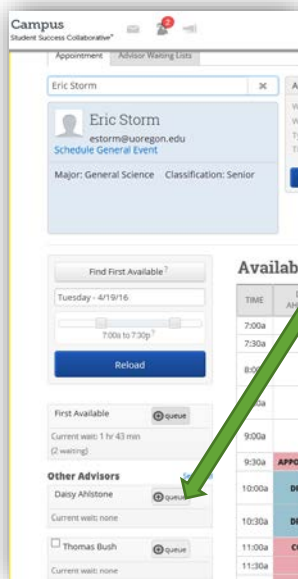 Campus
Student Success Collaborative™
Appointment Advisor Waiting Lists
Eric Storm
Eric Storm
estorm@uoregon.edu
Schedule General Event
Major: General Science Classification: Senior
Find First Available ?
Tuesday - 4/19/16
7:00a to 7:30p ?
Reload
First Available queue
Current wait: 1 hr 43 min
(2 waiting)
Other Advisors
Daisy Ahlstone queue
Current wait: none
Thomas Bush queue
Current wait: none
Availab
TIME
7:00a
7:30a
9:00a
9:30a APPO
10:00a
10:30a
11:00a
11:30a